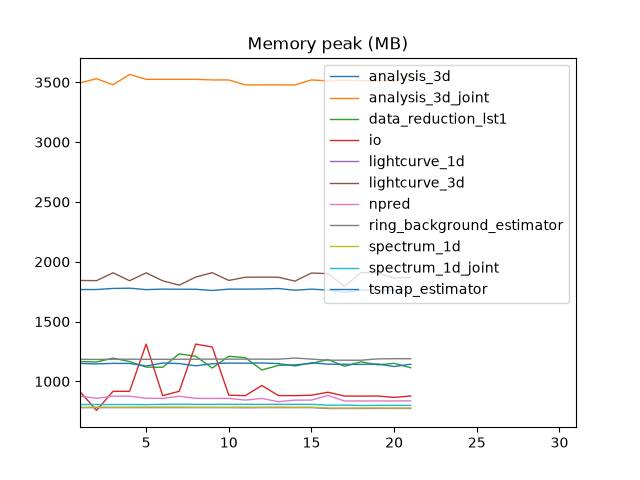 Memory peak (MB)
3500
3000
2500
2000
1500
1000
5
10
15
20
25
30
analysis_3d
analysis_3d_joint
data_reduction_lst1
io
lightcurve_1d
lightcurve_3d
npred
ring_background_estimator
spectrum_1d
spectrum_1d_joint
tsmap_estimator